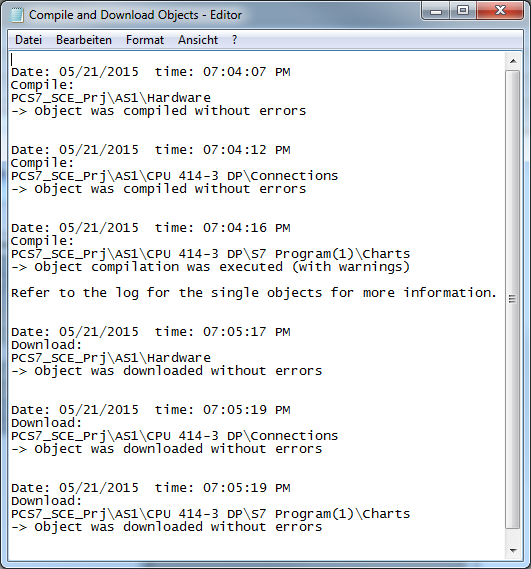 Compile and Download Objects - Editor
Datei Bearbeiten Format Ansicht ?
Date: 05/21/2015 time: 07:04:07 PM
Compile:
PCS7_SCE_Prj\AS1\Hardware
-> Object was compiled without errors
Date: 05/21/2015 time: 07:04:12 PM
Compile:
PCS7_SCE_Prj\AS1\CPU 414-3 DP\Connections
-> Object was compiled without errors
Date: 05/21/2015 time: 07:04:16 PM
Compile:
PCS7_SCE_Prj\AS1\CPU 414-3 DP\S7 Program(1)\Charts
-> Object compilation was executed (with warnings)
Refer to the log for the single objects for more information.
Date: 05/21/2015 time: 07:05:17 PM
Download:
PCS7_SCE_Prj\AS1\Hardware
-> Object was downloaded without errors
Date: 05/21/2015 time: 07:05:19 PM
Download:
PCS7_SCE_Prj\AS1\CPU 414-3 DP\Connections
-> Object was downloaded without errors
Date: 05/21/2015 time: 07:05:19 PM
Download:
PCS7_SCE_Prj\AS1\CPU 414-3 DP\S7 Program(1)\Charts
-> Object was downloaded without errors